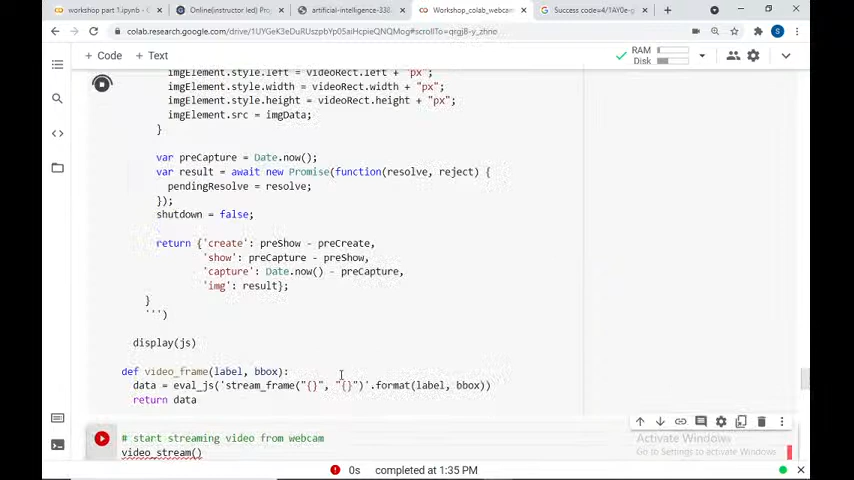 workshop part 1.ipynb -
Online(instructor led) Pr
artificial-intelligence-338
Workshop_colab_webcam
Success code=4/1AY0e-g
colab.research.google.com/drive/
+ Code + Text
RAM
Disk
imgElement.style.left = videoRect.left + "px";
imgElement.style.width = videoRect.width + "px";
imgElement.style.height = videoRect.height + "px";
imgElement.src = imgData;
}
var preCapture = Date.now();
var result = await new Promise(function(resolve, reject) {
pendingResolve = resolve;
});
shutdown = false;
return {'create': preShow - preCreate,
'show': preCapture - preShow,
'capture': Date.now() - preCapture,
'img': result};
}
''')
display(js)
def video_frame(label, bbox):
data = eval_js('stream_frame("{}", "{}")'.format(label, bbox))
return data
# start streaming video from webcam
video_stream()
Activate Windows
Go to Settings to activate Windows.
0s completed at 1:35 PM